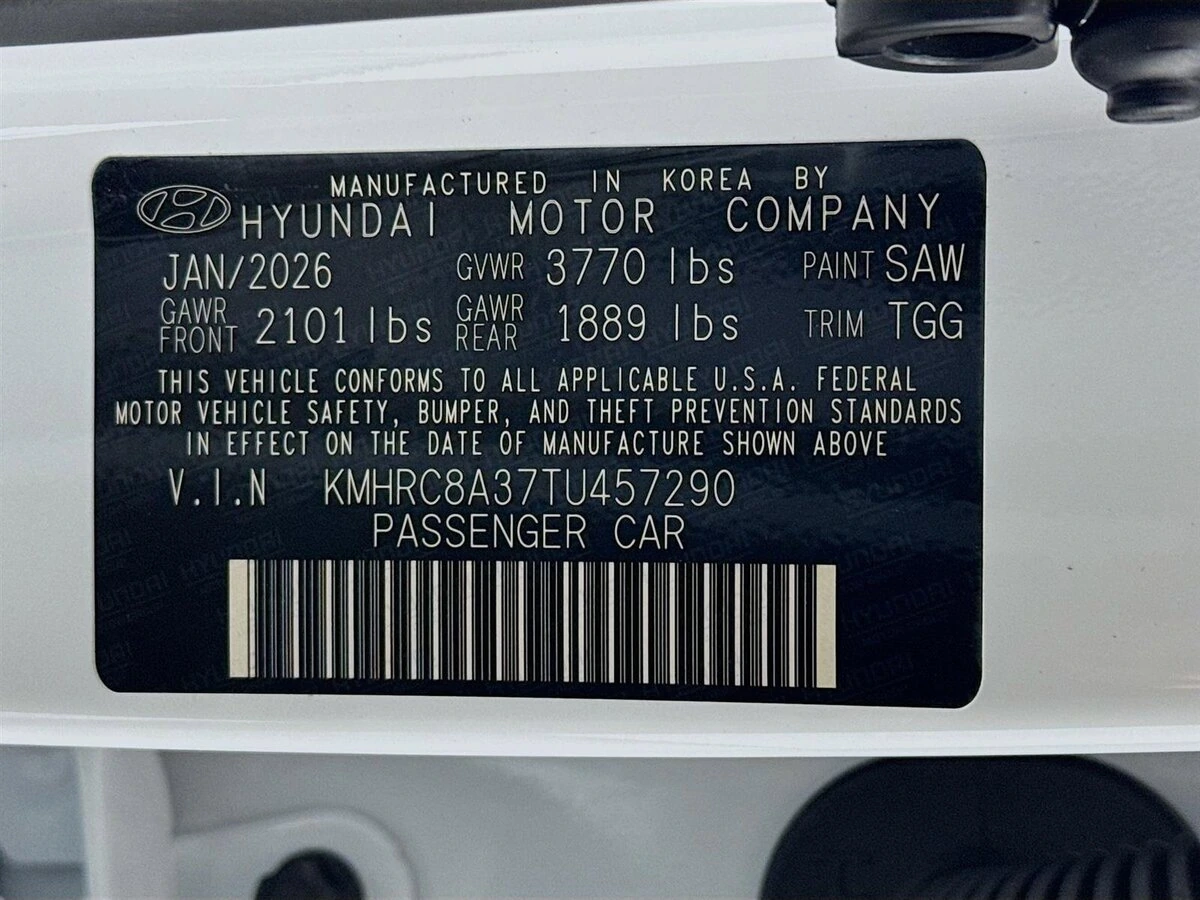 MANUFACTURED IN KOREA BY
HYUNDAI MOTOR COMPANY
JAN/2026 GVWR 3770 lbs PAINT SAW
GAWR FRONT 2101 lbs GAWR REAR 1889 lbs TRIM TGG
THIS VEHICLE CONFORMS TO ALL APPLICABLE U.S.A. FEDERAL
MOTOR VEHICLE SAFETY, BUMPER, AND THEFT PREVENTION STANDARDS
IN EFFECT ON THE DATE OF MANUFACTURE SHOWN ABOVE
V.I.N KMHRC8A37TU457290
PASSENGER CAR